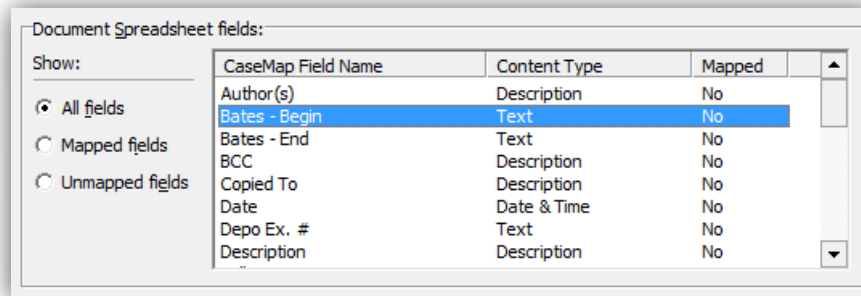 Document Spreadsheet fields:
Show:
All fields
Mapped fields
Unmapped fields
CaseMap Field Name Content Type Mapped
Author(s) Description No
Bates - Begin Text No
Bates - End Text No
BCC Description No
Copied To Description No
Date Date & Time No
Depo Ex. # Text No
Description Description No